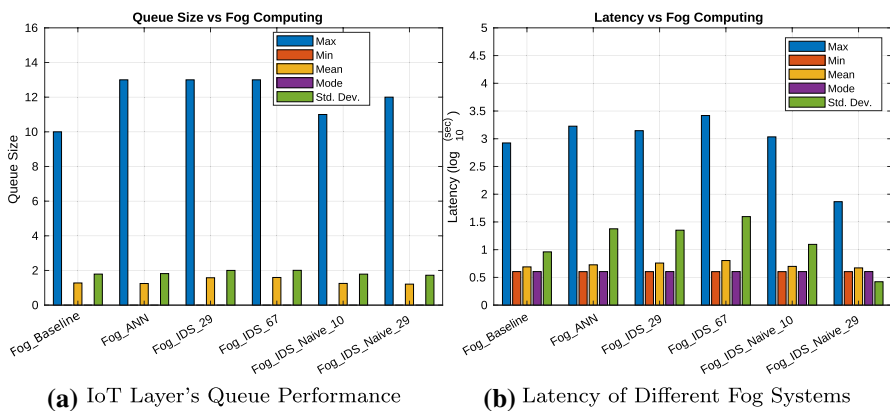 Queue Size vs Fog Computing
16
14
12
10
8
6
4
2
0
Queue Size
Max
Min
Mean
Mode
Std. Dev.
Fog_Baseline
Fog_ANN
Fog_IDS_29
Fog_IDS_67
Fog_IDS_Naive_10
Fog_IDS_Naive_29
(a) IoT Layer's Queue Performance
Latency vs Fog Computing
5
4.5
4
3.5
3
2.5
2
1.5
1
0.5
0
Latency (log10(sec))
Max
Min
Mean
Mode
Std. Dev.
Fog_Baseline
Fog_ANN
Fog_IDS_29
Fog_IDS_67
Fog_IDS_Naive_10
Fog_IDS_Naive_29
(b) Latency of Different Fog Systems